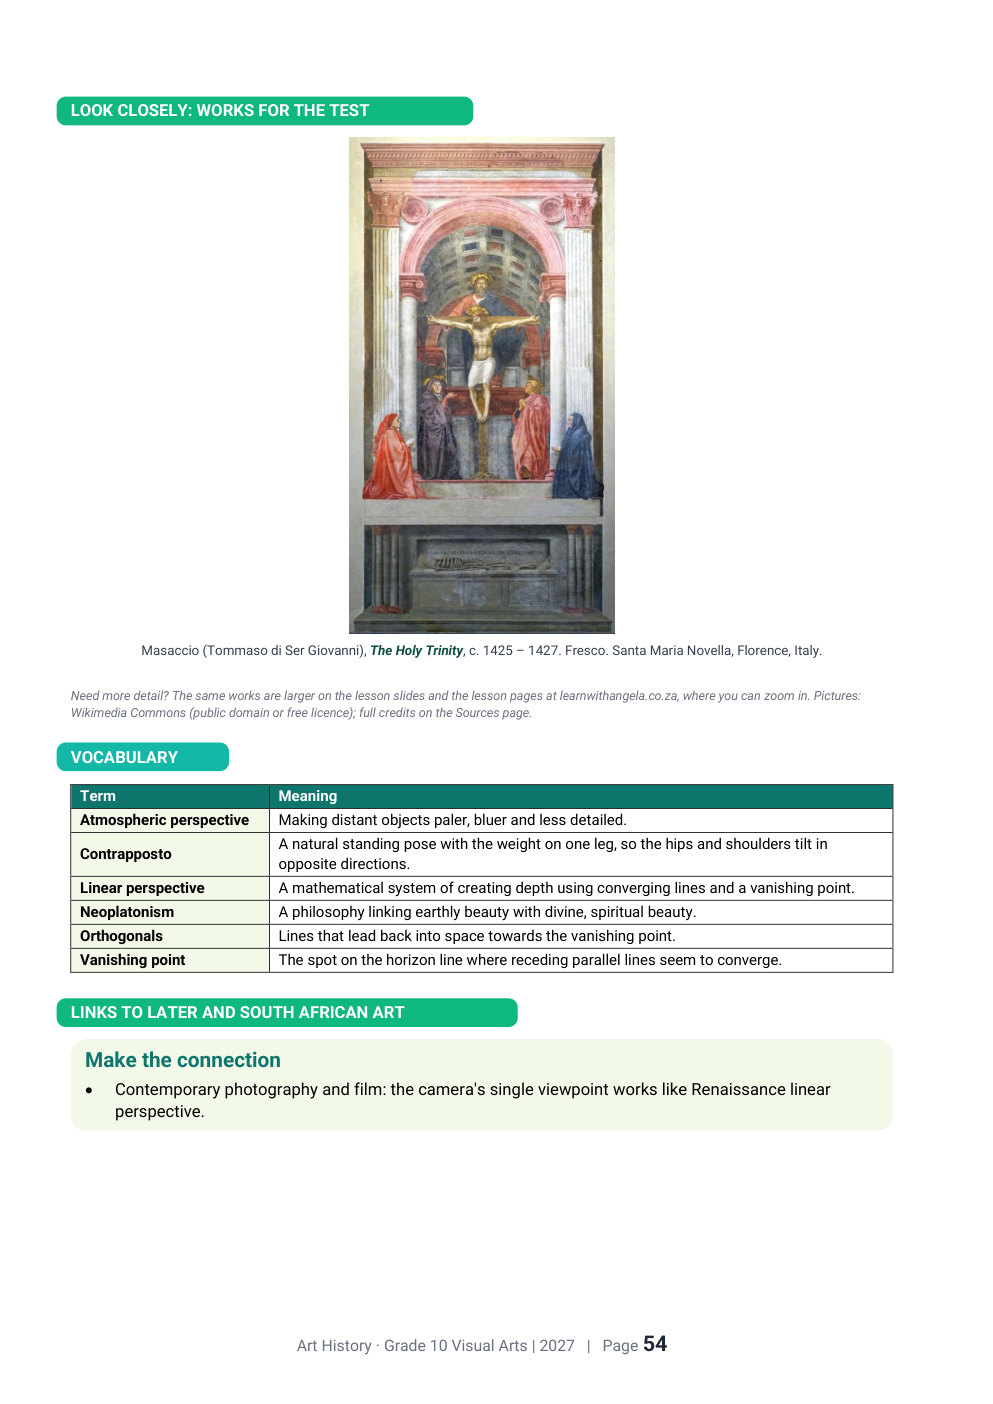 LOOK CLOSELY: WORKS FOR THE TEST
Masaccio (Tommaso di Ser Giovanni), The Holy Trinity, c. 1425 – 1427. Fresco. Santa Maria Novella, Florence, Italy.
Need more detail? The same works are larger on the lesson slides and the lesson pages at learnwithangela.co.za, where you can zoom in. Pictures:
Wikimedia Commons (public domain or free licence); full credits on the Sources page.
VOCABULARY
Term Meaning
Atmospheric perspective Making distant objects paler, bluer and less detailed.
Contrapposto A natural standing pose with the weight on one leg, so the hips and shoulders tilt in
opposite directions.
Linear perspective A mathematical system of creating depth using converging lines and a vanishing point.
Neoplatonism A philosophy linking earthly beauty with divine, spiritual beauty.
Orthogonals Lines that lead back into space towards the vanishing point.
Vanishing point The spot on the horizon line where receding parallel lines seem to converge.
LINKS TO LATER AND SOUTH AFRICAN ART
Make the connection
• Contemporary photography and film: the camera's single viewpoint works like Renaissance linear
perspective.
Art History · Grade 10 Visual Arts | 2027 | Page 54